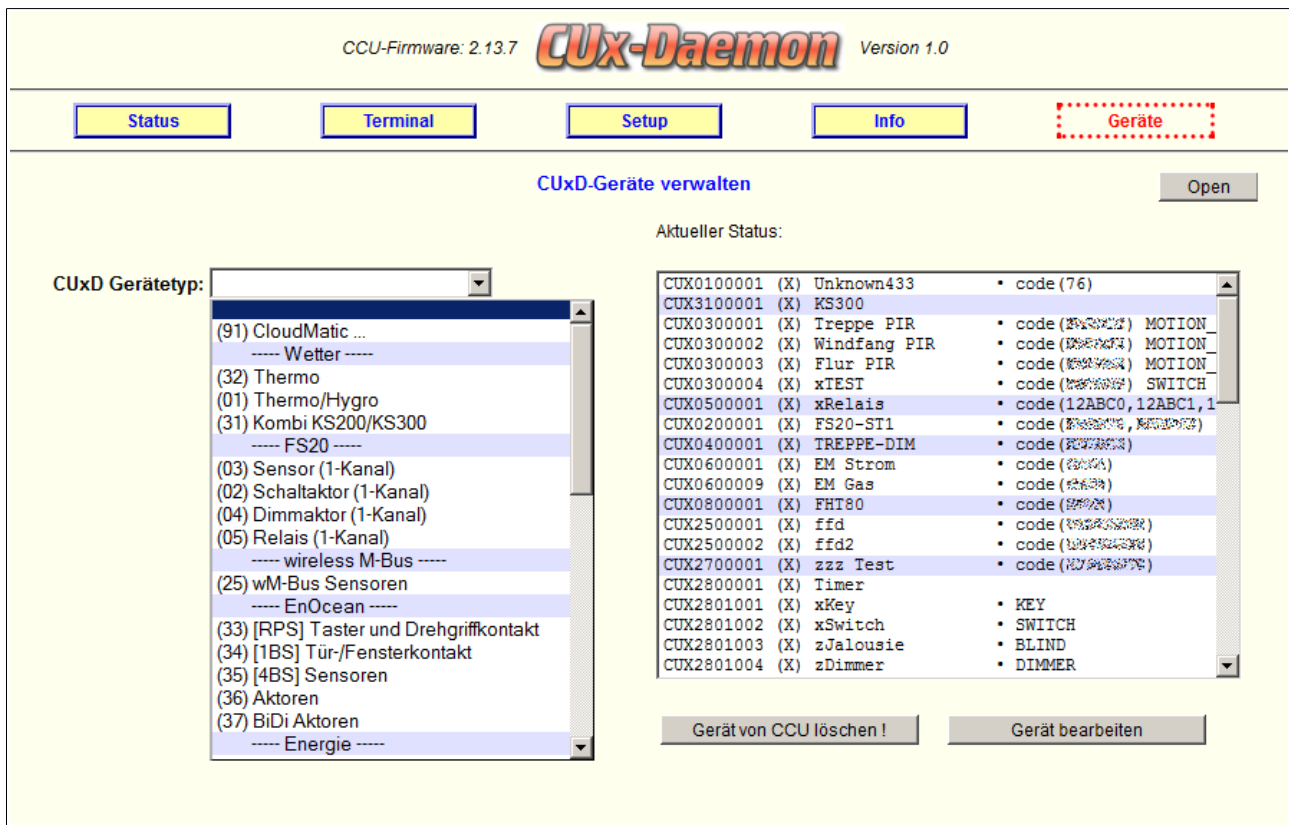 CCU-Firmware: 2.13.7 CUx-Daemon Version 1.0
Status Terminal Setup Info Geräte
CUxD-Geräte verwalten
Open
Aktueller Status:
CUxD Gerätetyp:
(91) CloudMatic ...
----- Wetter -----
(32) Thermo
(01) Thermo/Hygro
(31) Kombi KS200/KS300
----- FS20 -----
(03) Sensor (1-Kanal)
(02) Schaltaktor (1-Kanal)
(04) Dimmaktor (1-Kanal)
(05) Relais (1-Kanal)
----- wireless M-Bus -----
(25) wM-Bus Sensoren
----- EnOcean -----
(33) [RPS] Taster und Drehgriffkontakt
(34) [1BS] Tür-/Fensterkontakt
(35) [4BS] Sensoren
(36) Aktoren
(37) BiDi Aktoren
----- Energie -----
CUX0100001 (X) Unknown433 • code(76)
CUX3100001 (X) KS300
CUX0300001 (X) Treppe PIR • code( ) MOTION_
CUX0300002 (X) Windfang PIR • code( ) MOTION_
CUX0300003 (X) Flur PIR • code( ) MOTION_
CUX0300004 (X) xTEST • code( ) SWITCH
CUX0500001 (X) xRelais • code(12ABC0,12ABC1,1
CUX0200001 (X) FS20-ST1 • code( , )
CUX0400001 (X) TREPPE-DIM • code( )
CUX0600001 (X) EM Strom • code( )
CUX0600009 (X) EM Gas • code( )
CUX0800001 (X) FHT80 • code( )
CUX2500001 (X) ffd • code( )
CUX2500002 (X) ffd2 • code( )
CUX2700001 (X) zzz Test • code( )
CUX2800001 (X) Timer
CUX2801001 (X) xKey • KEY
CUX2801002 (X) xSwitch • SWITCH
CUX2801003 (X) zJalousie • BLIND
CUX2801004 (X) zDimmer • DIMMER
Gerät von CCU löschen ! Gerät bearbeiten